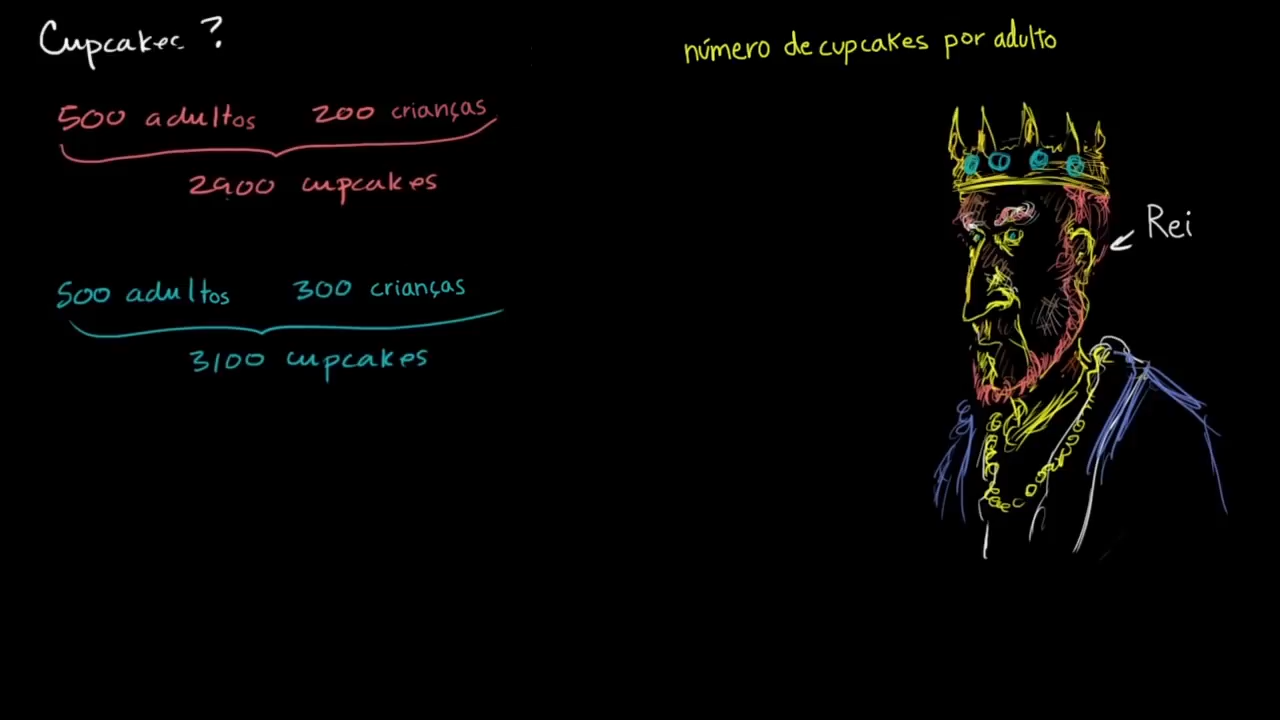 Cupcakes ?
número de cupcakes por adulto
500 adultos 200 crianças
2900 cupcakes
Rei
500 adultos 300 crianças
3100 cupcakes